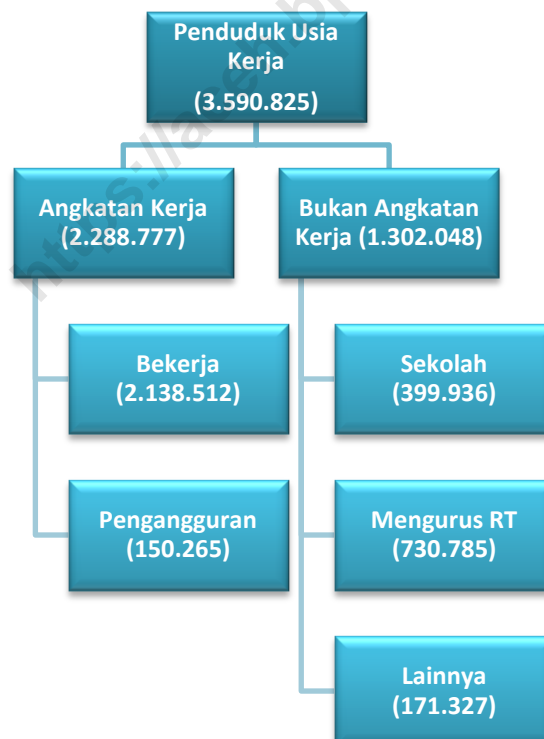 Penduduk Usia
Kerja
(3.590.825)
Angkatan Kerja
(2.288.777)
Bukan Angkatan
Kerja (1.302.048)
Bekerja
(2.138.512)
Sekolah
(399.936)
Pengangguran
(150.265)
Mengurus RT
(730.785)
Lainnya
(171.327)